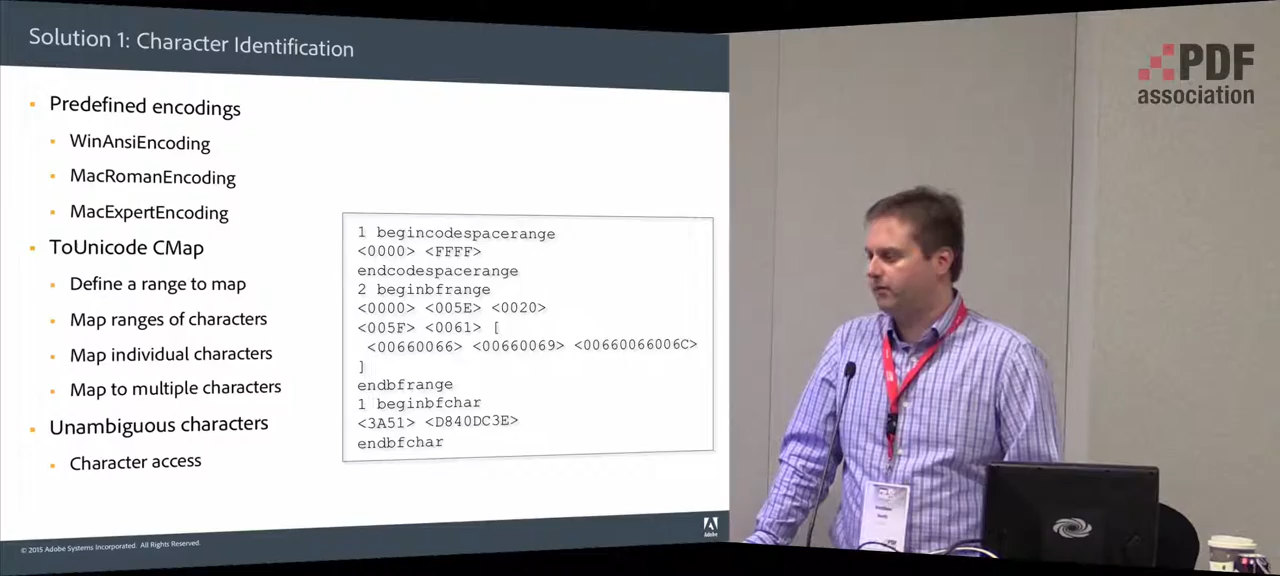 Solution 1: Character Identification
Predefined encodings
WinAnsiEncoding
MacRomanEncoding
MacExpertEncoding
ToUnicode CMap
Define a range to map
Map ranges of characters
Map individual characters
Map to multiple characters
Unambiguous characters
Character access
1 begincodespacerange
<0000> <FFFF>
endcodespacerange
2 beginbfrange
<0000> <005E> <0020>
<005F> <0061> [
<00660066> <00660069> <00660066006C>
]
endbfrange
1 beginbfchar
<3A51> <D840DC3E>
endbfchar
© 2015 Adobe Systems Incorporated. All Rights Reserved.
Adobe
PDF
association